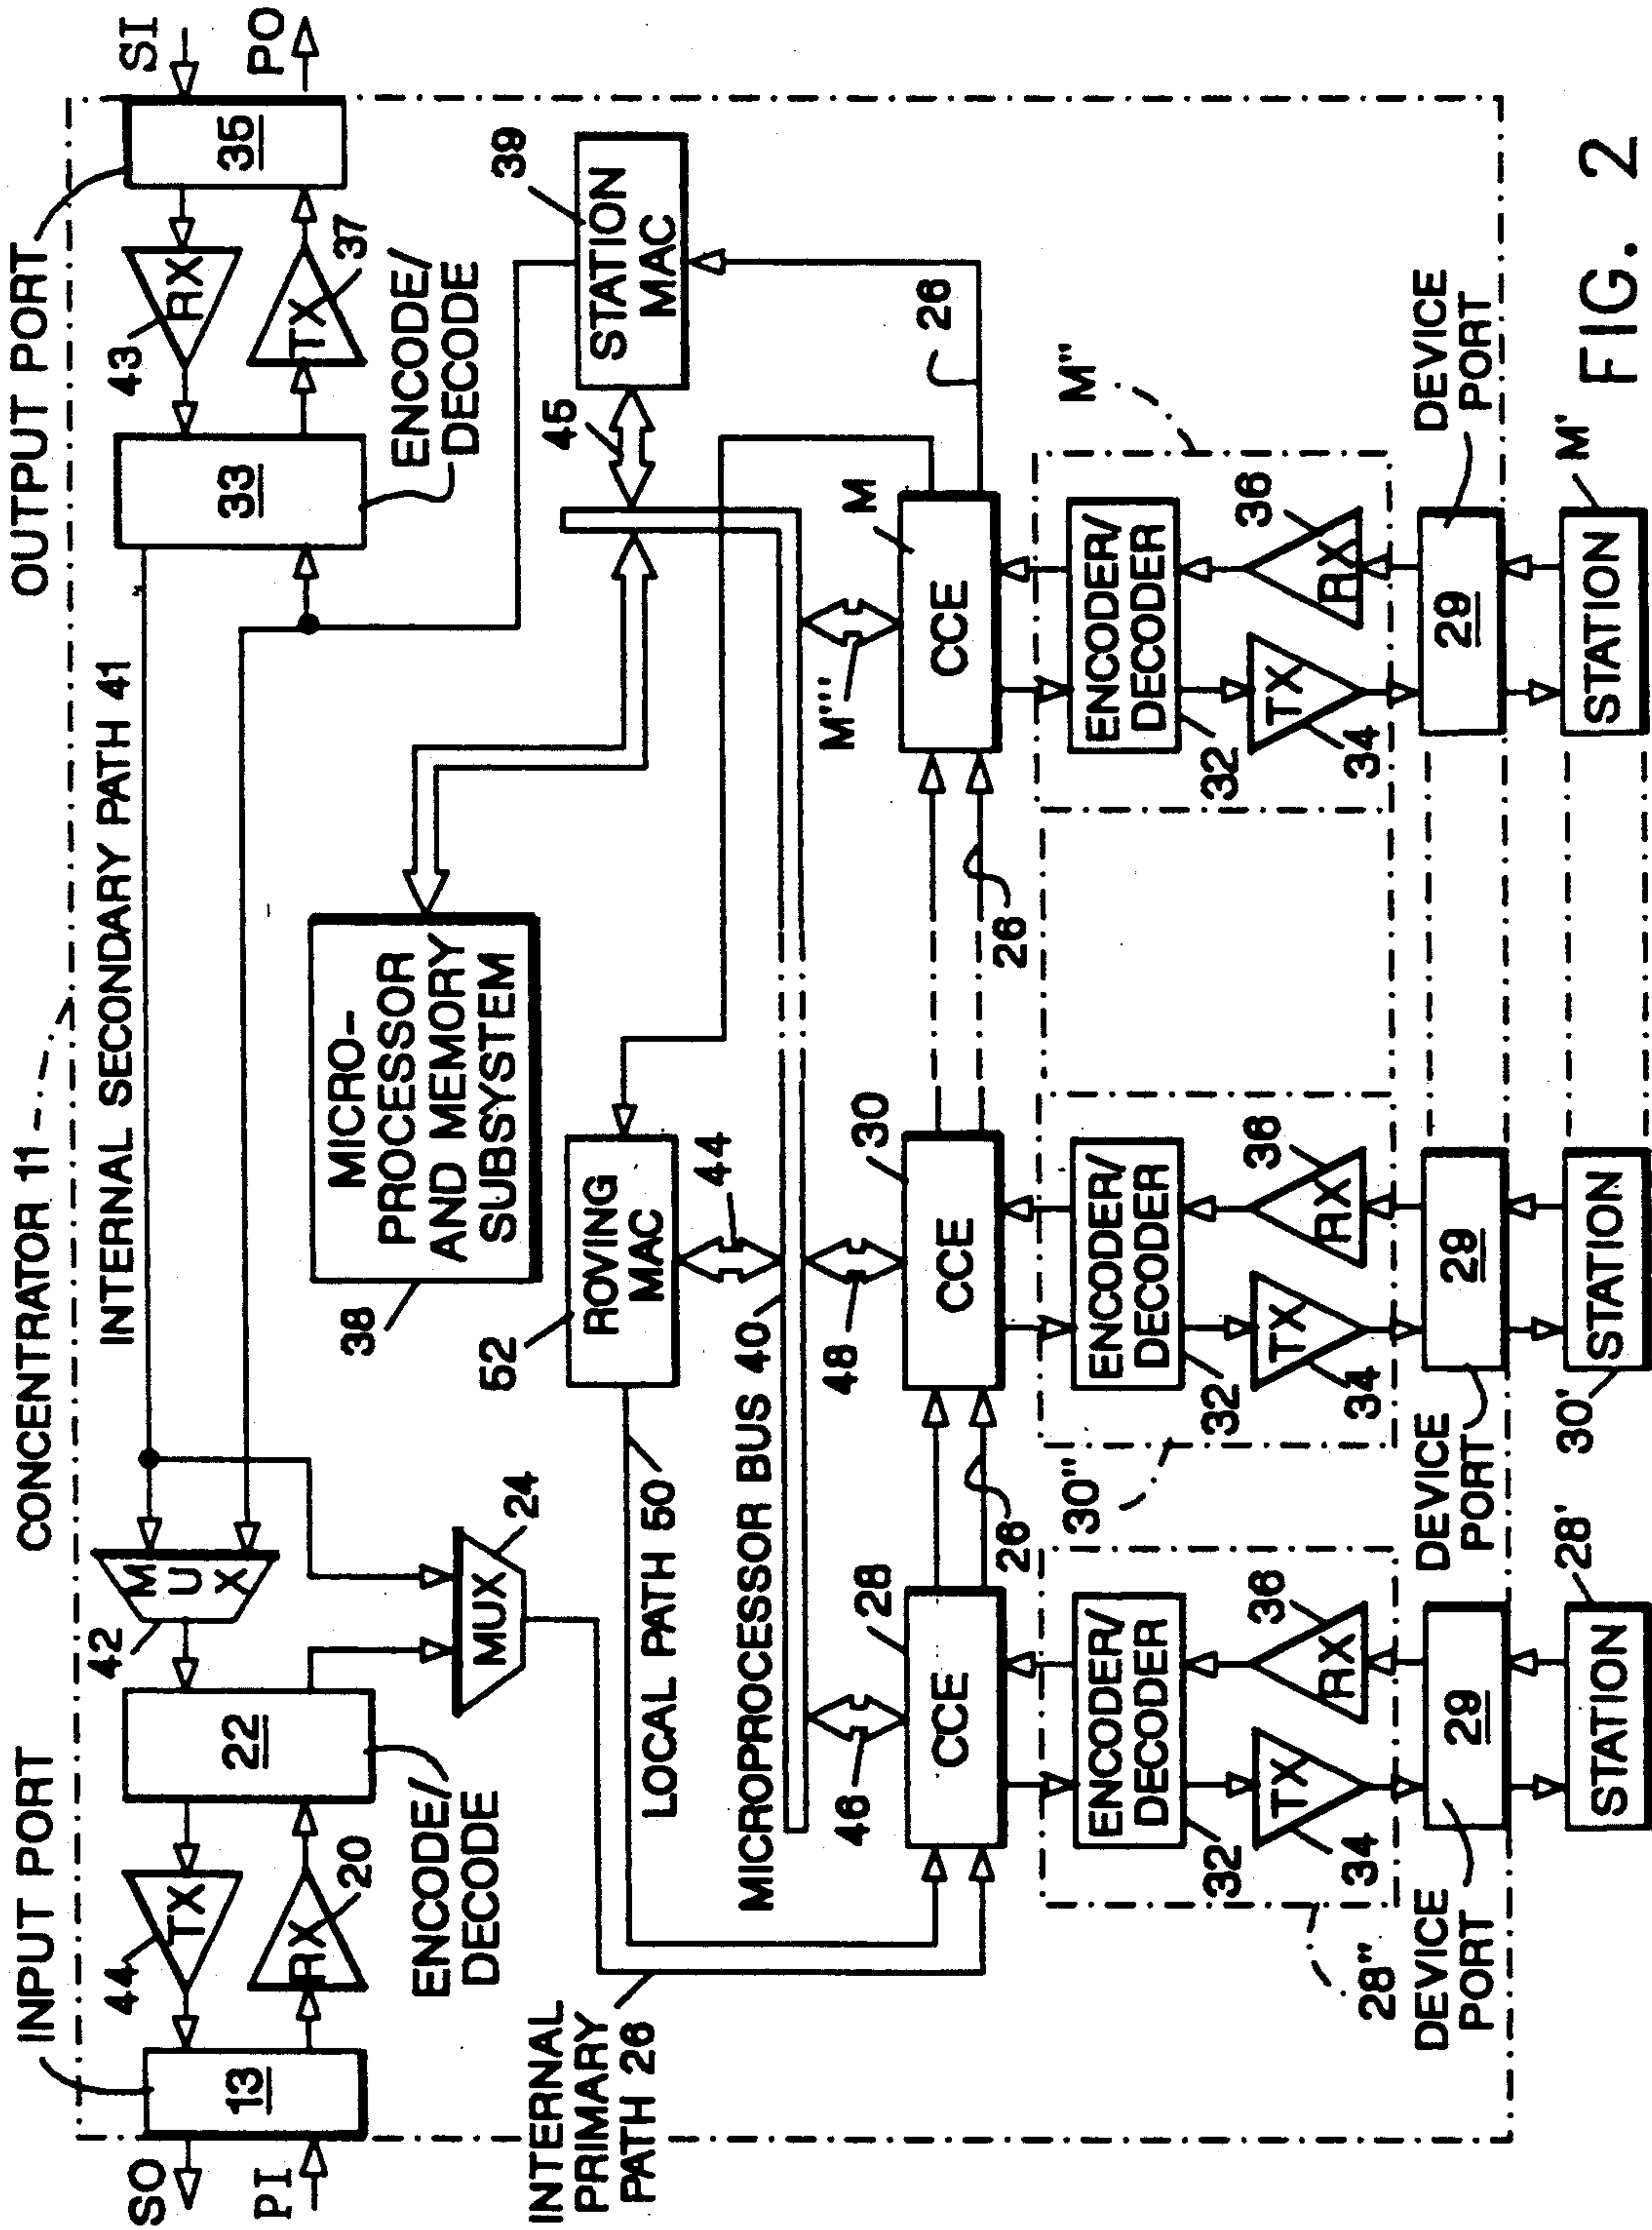 INPUT PORT
CONCENTRATOR 11
OUTPUT PORT
INTERNAL SECONDARY PATH 41
SO
PI
13
44
TX
RX
20
22
ENCODE/
DECODE
42
MUX
MUX
24
38
MICRO-
PROCESSOR
AND MEMORY
SUBSYSTEM
33
ENCODE/
DECODE
43
RX
TX
37
35
SI
PO
INTERNAL
PRIMARY
PATH 26
LOCAL PATH 50
52
ROVING
MAC
44
45
STATION
MAC
39
MICROPROCESSOR BUS 40
46
48
M'''
28
CCE
26
30
CCE
26
M
CCE
26
28"
ENCODER/
DECODER
32
TX
34
RX
36
30"
ENCODER/
DECODER
32
TX
34
RX
36
M"
ENCODER/
DECODER
32
TX
34
RX
36
DEVICE
PORT
29
DEVICE
PORT
29
29
DEVICE
PORT
STATION
28'
30'
STATION
STATION
M'
FIG. 2